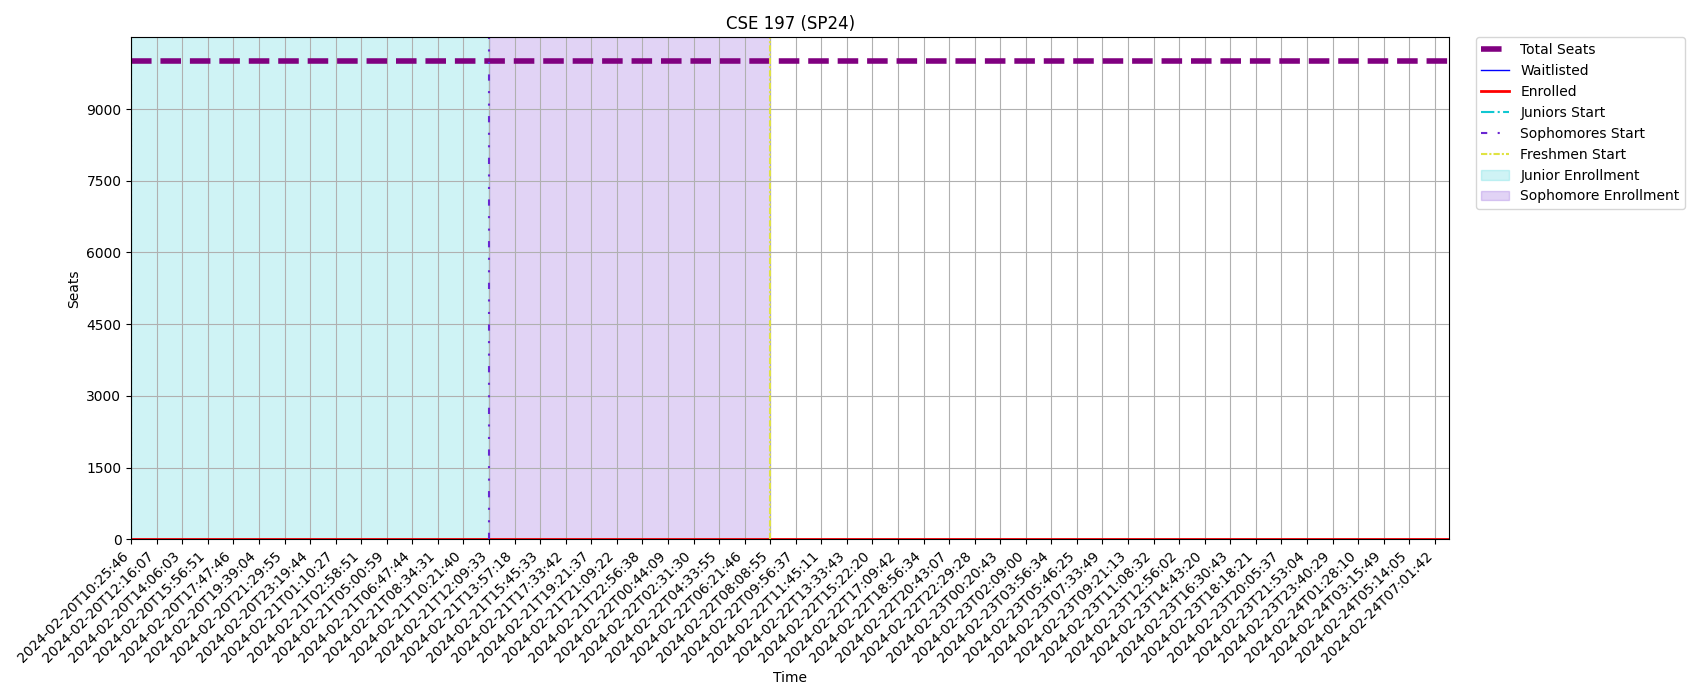 CSE 197 (SP24)
Total Seats
Waitlisted
Enrolled
Juniors Start
Sophomores Start
Freshmen Start
Junior Enrollment
Sophomore Enrollment
Seats
9000
7500
6000
4500
3000
1500
0
2024-02-20T10:25:46
2024-02-20T12:16:07
2024-02-20T14:06:03
2024-02-20T15:56:51
2024-02-20T17:47:46
2024-02-20T19:39:04
2024-02-20T21:29:55
2024-02-20T23:19:44
2024-02-21T01:10:27
2024-02-21T02:58:51
2024-02-21T05:00:59
2024-02-21T06:47:44
2024-02-21T08:34:31
2024-02-21T10:21:40
2024-02-21T12:09:33
2024-02-21T13:57:18
2024-02-21T15:45:33
2024-02-21T17:33:42
2024-02-21T19:21:37
2024-02-21T21:09:22
2024-02-21T22:56:38
2024-02-22T00:44:09
2024-02-22T02:31:30
2024-02-22T04:33:55
2024-02-22T06:21:46
2024-02-22T08:08:55
2024-02-22T09:56:37
2024-02-22T11:45:11
2024-02-22T13:33:43
2024-02-22T15:22:20
2024-02-22T17:09:42
2024-02-22T18:56:34
2024-02-22T20:43:07
2024-02-22T22:29:28
2024-02-23T00:20:43
2024-02-23T02:09:00
2024-02-23T03:56:34
2024-02-23T05:46:25
2024-02-23T07:33:49
2024-02-23T09:21:13
2024-02-23T11:08:32
2024-02-23T12:56:02
2024-02-23T14:43:20
2024-02-23T16:30:43
2024-02-23T18:18:21
2024-02-23T20:05:37
2024-02-23T21:53:04
2024-02-23T23:40:29
2024-02-24T01:28:10
2024-02-24T03:15:49
2024-02-24T05:14:05
2024-02-24T07:01:42
Time